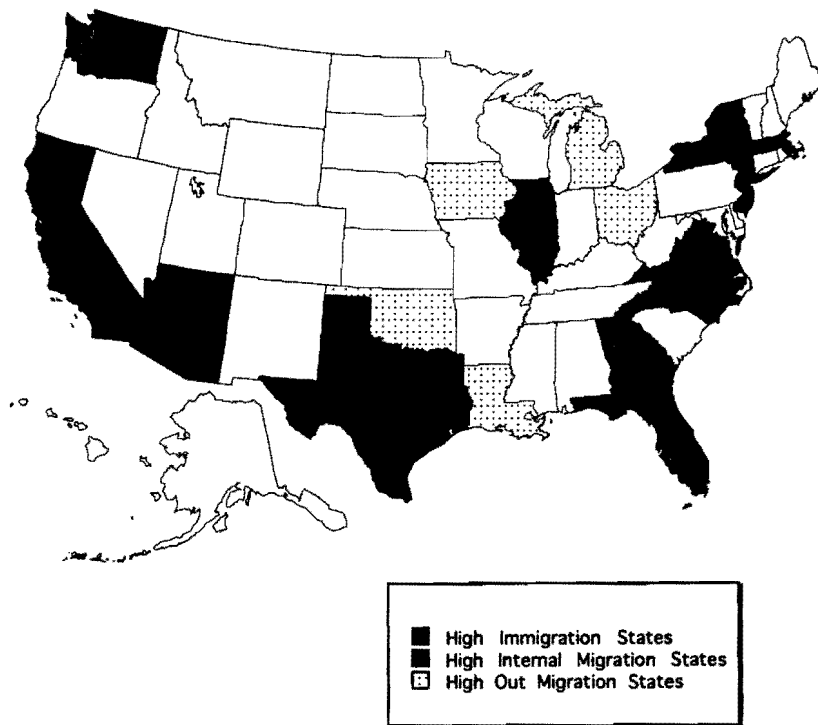 High Immigration States
High Internal Migration States
High Out Migration States